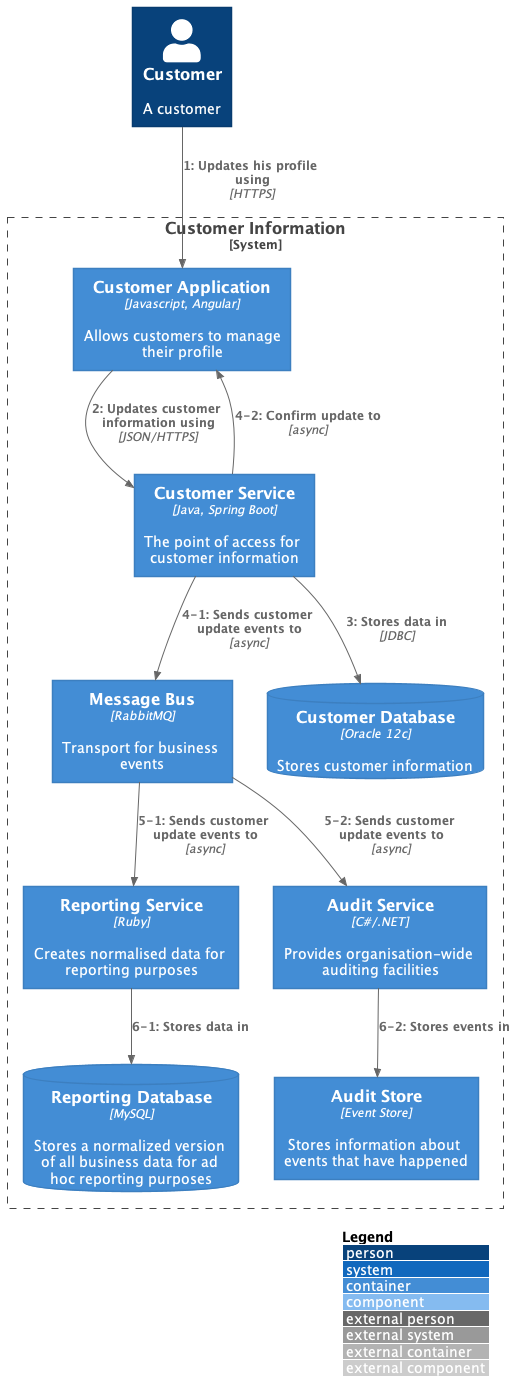 Customer
A customer
1: Updates his profile
using
[HTTPS]
Customer Information
[System]
Customer Application
[Javascript, Angular]
Allows customers to manage
their profile
2: Updates customer
information using
[JSON/HTTPS]
4-2: Confirm update to
[async]
Customer Service
[Java, Spring Boot]
The point of access for
customer information
4-1: Sends customer
update events to
[async]
3: Stores data in
[JDBC]
Message Bus
[RabbitMQ]
Transport for business
events
Customer Database
[Oracle 12c]
Stores customer information
5-1: Sends customer
update events to
[async]
5-2: Sends customer
update events to
[async]
Reporting Service
[Ruby]
Creates normalised data for
reporting purposes
Audit Service
[C#/.NET]
Provides organisation-wide
auditing facilities
6-1: Stores data in
6-2: Stores events in
Reporting Database
[MySQL]
Stores a normalized version
of all business data for ad
hoc reporting purposes
Audit Store
[Event Store]
Stores information about
events that have happened
Legend
person
system
container
component
external person
external system
external container
external component